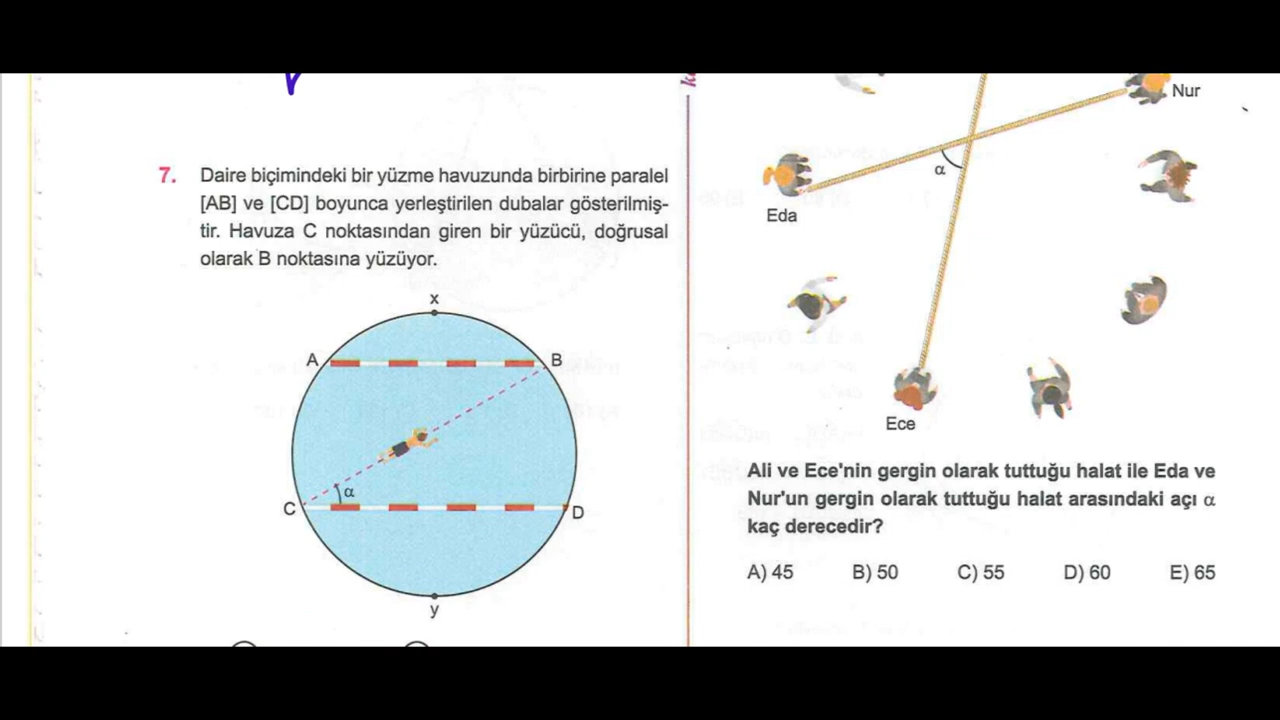 7. Daire biçimindeki bir yüzme havuzunda birbirine paralel
[AB] ve [CD] boyunca yerleştirilen dubalar gösterilmiş-
tir. Havuza C noktasından giren bir yüzücü, doğrusal
olarak B noktasına yüzüyor.
x
A
B
α
C
D
y
Nur
α
Eda
Ece
Ali ve Ece'nin gergin olarak tuttuğu halat ile Eda ve
Nur'un gergin olarak tuttuğu halat arasındaki açı α
kaç derecedir?
A) 45 B) 50 C) 55 D) 60 E) 65